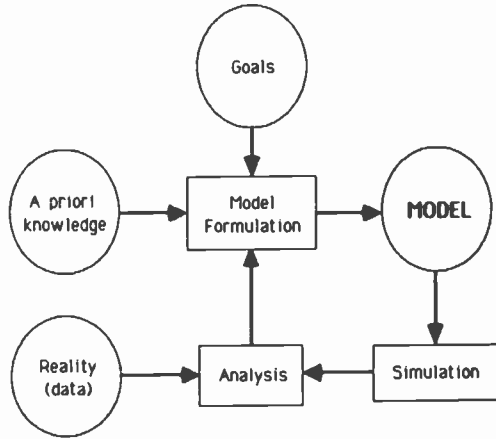 Goals
A priori
knowledge
Model
Formulation
MODEL
Reality
(data)
Analysis
Simulation